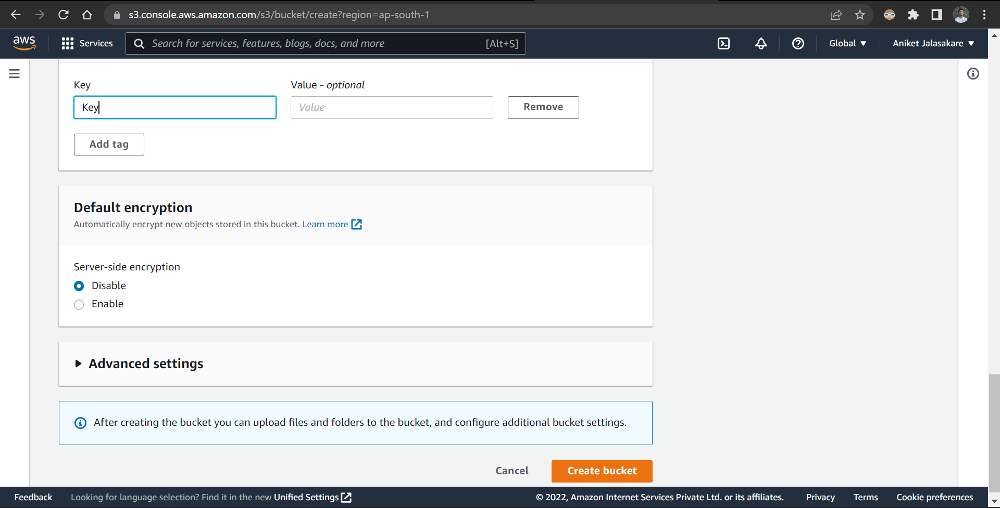 s3.console.aws.amazon.com/s3/bucket/create?region=ap-south-1
aws Services Search for services, features, blogs, docs, and more [Alt+S] Global Aniket Jalasakare
Key Value - optional
Key Value Remove
Add tag
Default encryption
Automatically encrypt new objects stored in this bucket. Learn more
Server-side encryption
Disable
Enable
Advanced settings
After creating the bucket you can upload files and folders to the bucket, and configure additional bucket settings.
Cancel Create bucket
Feedback Looking for language selection? Find it in the new Unified Settings © 2022, Amazon Internet Services Private Ltd. or its affiliates. Privacy Terms Cookie preferences